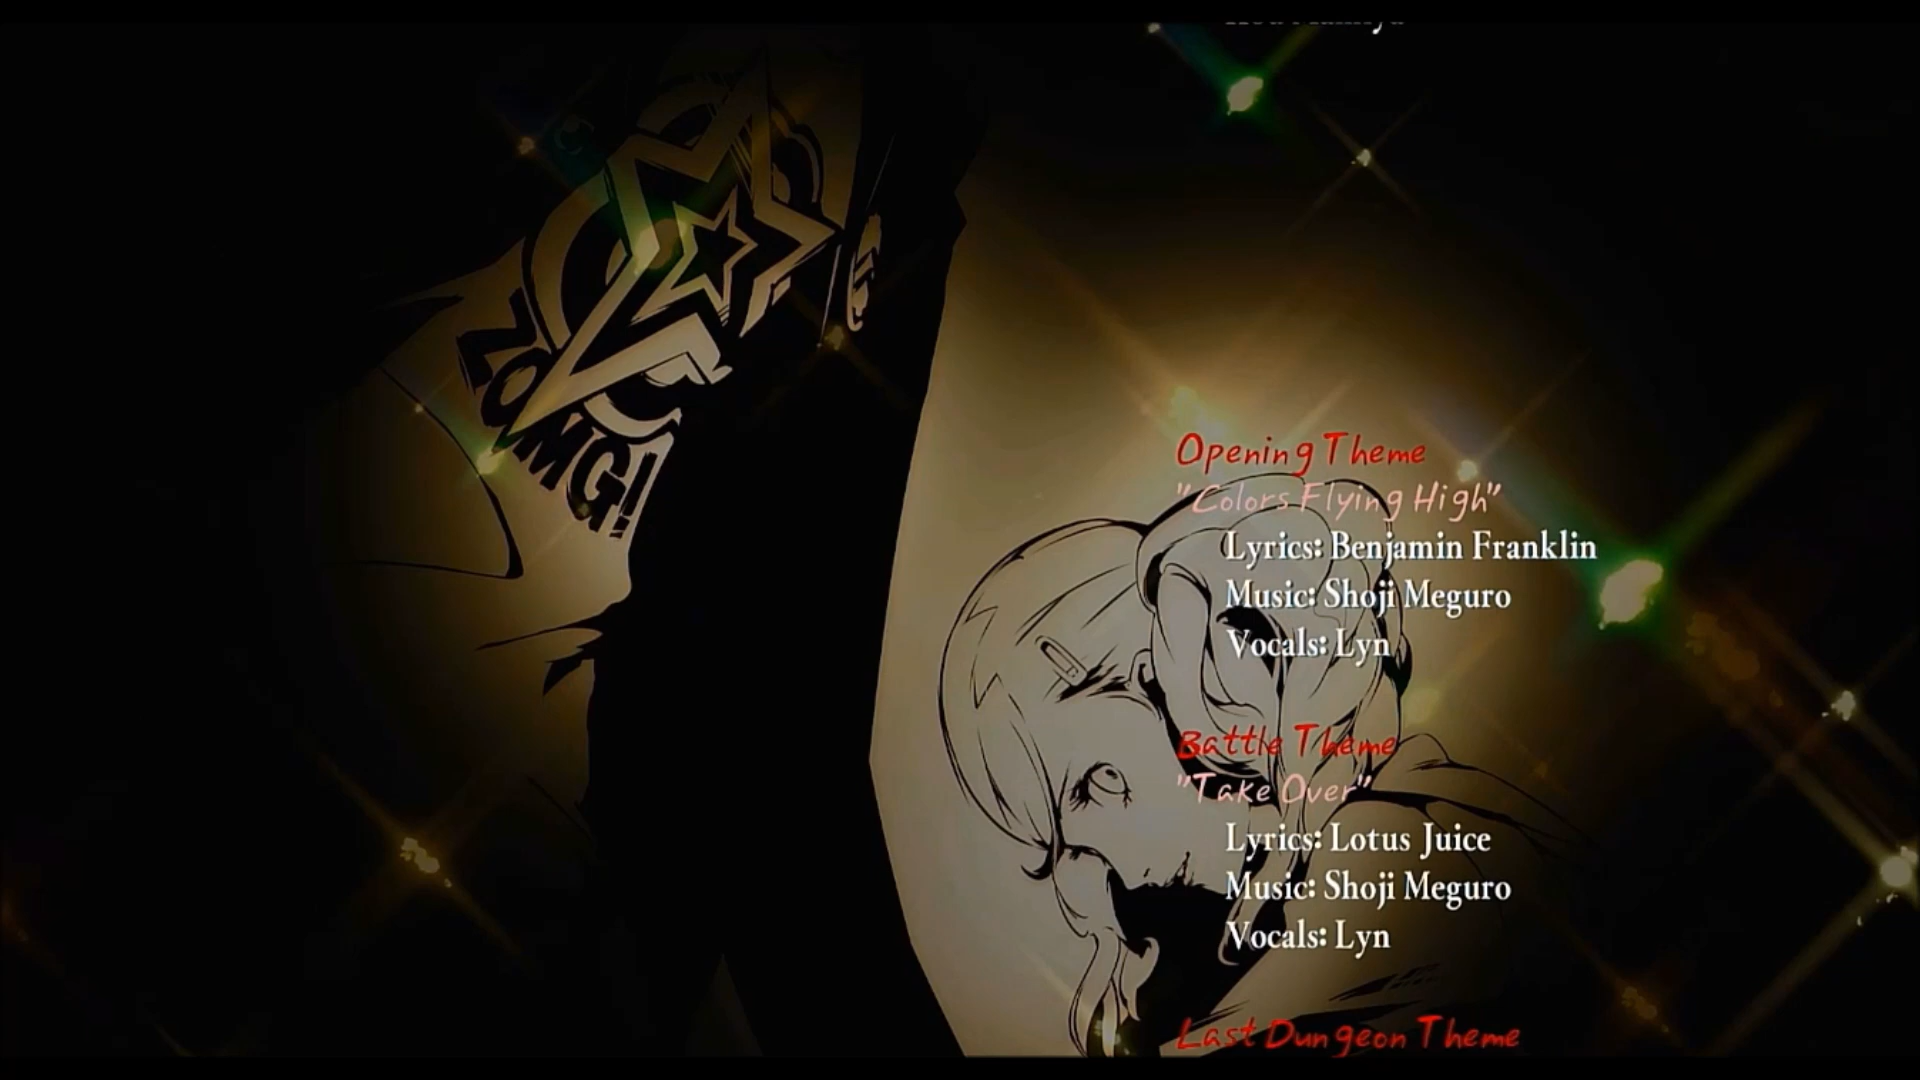 ZOMG!
Opening Theme
"Colors Flying High"
Lyrics: Benjamin Franklin
Music: Shoji Meguro
Vocals: Lyn
Battle Theme
"Take Over"
Lyrics: Lotus Juice
Music: Shoji Meguro
Vocals: Lyn
Last Dungeon Theme